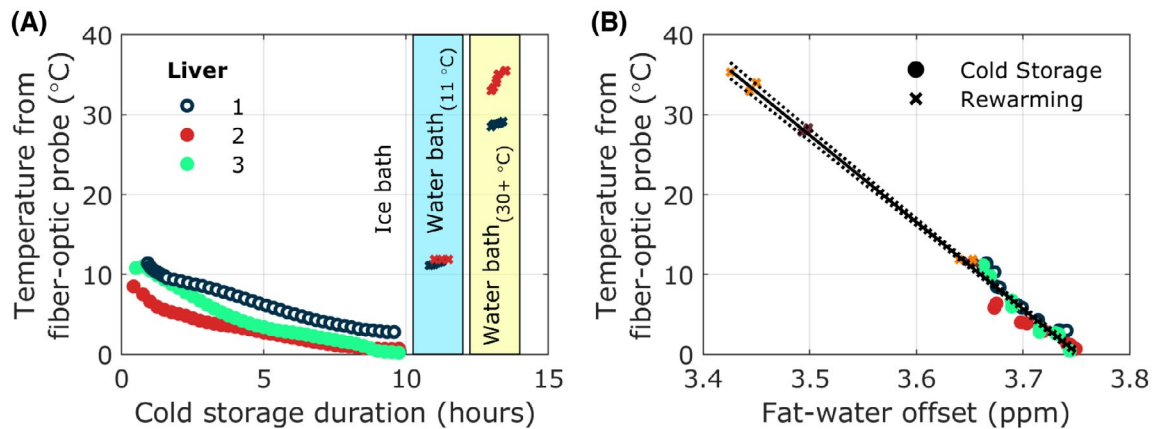 (A)
Temperature from
fiber-optic probe (°C)
40
30
20
10
0
0
5
10
15
Cold storage duration (hours)
Liver
1
2
3
Ice bath
Water bath(11 °C)
Water bath(30+ °C)
(B)
Temperature from
fiber-optic probe (°C)
40
30
20
10
0
3.4
3.5
3.6
3.7
3.8
Fat-water offset (ppm)
Cold Storage
Rewarming